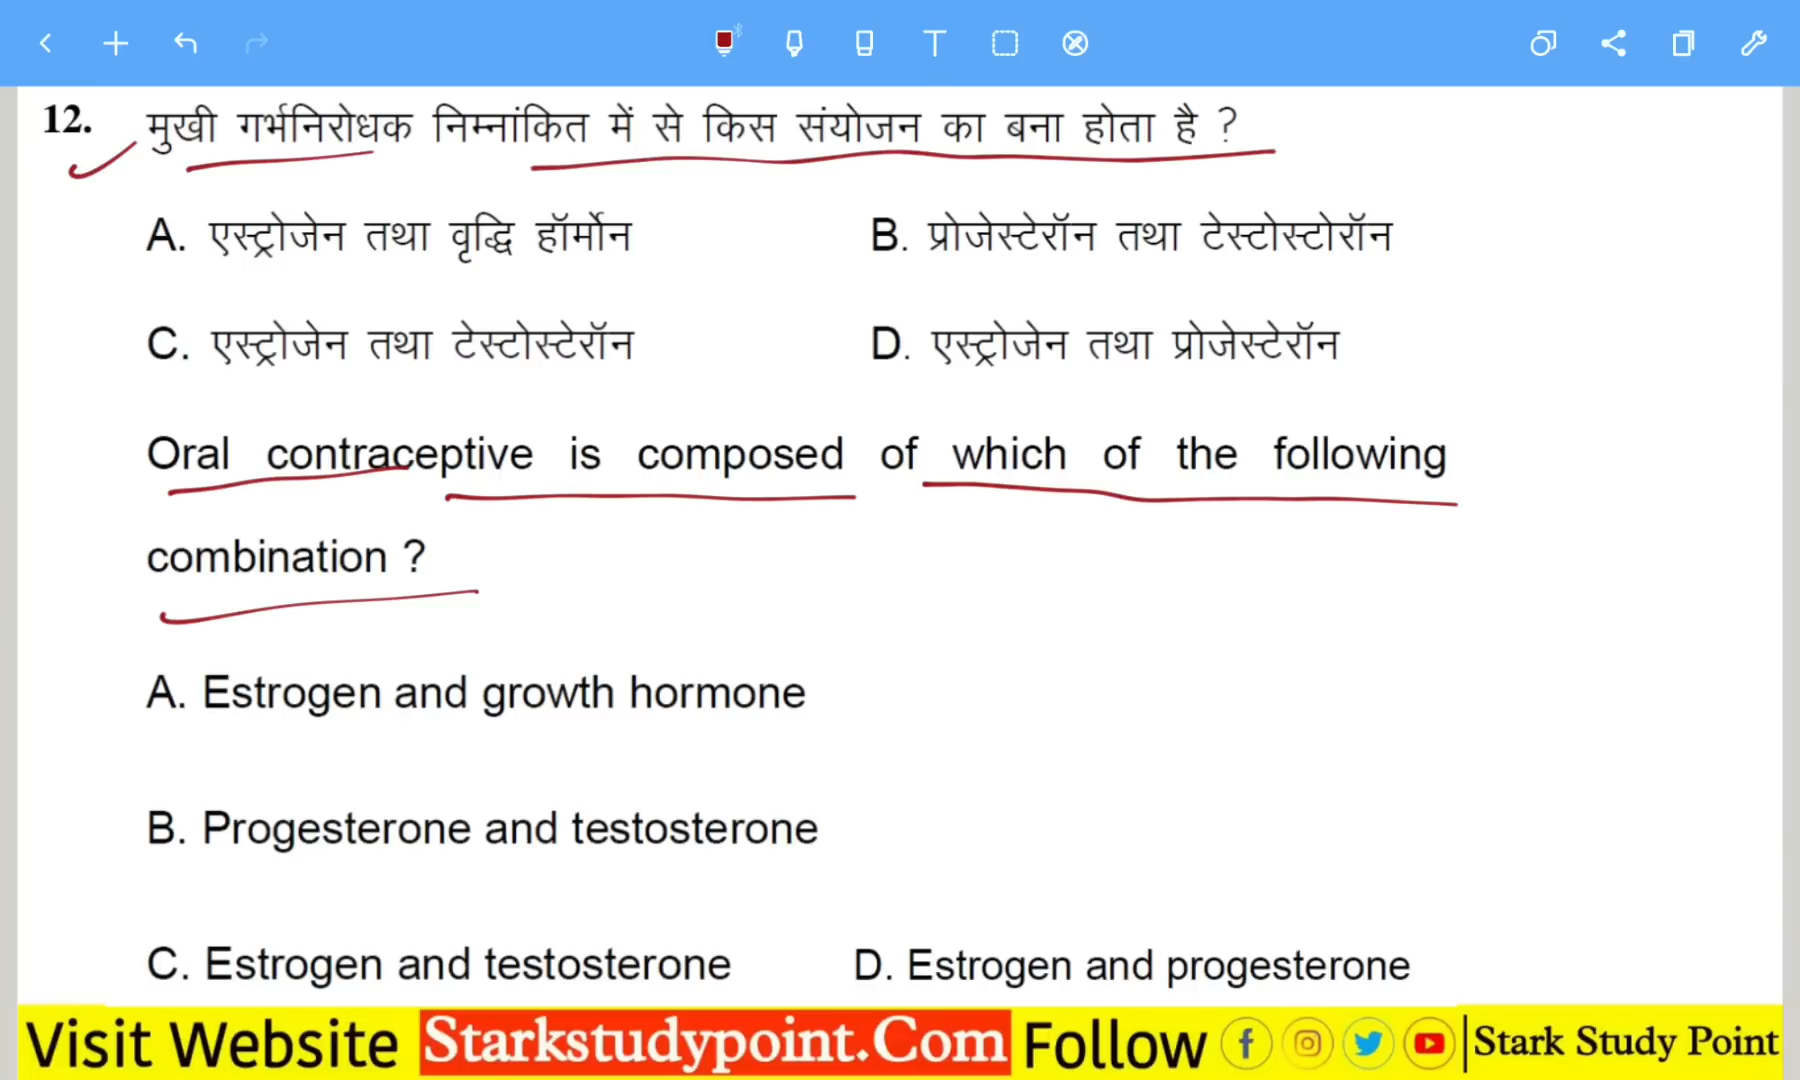 12. मुखी गर्भनिरोधक निम्नांकित में से किस संयोजन का बना होता है ?
A. एस्ट्रोजेन तथा वृद्धि हॉर्मोन B. प्रोजेस्टेरॉन तथा टेस्टोस्टोरॉन
C. एस्ट्रोजेन तथा टेस्टोस्टेरॉन D. एस्ट्रोजेन तथा प्रोजेस्टेरॉन
Oral contraceptive is composed of which of the following
combination ?
A. Estrogen and growth hormone
B. Progesterone and testosterone
C. Estrogen and testosterone D. Estrogen and progesterone
Visit Website Starkstudypoint.Com Follow Stark Study Point